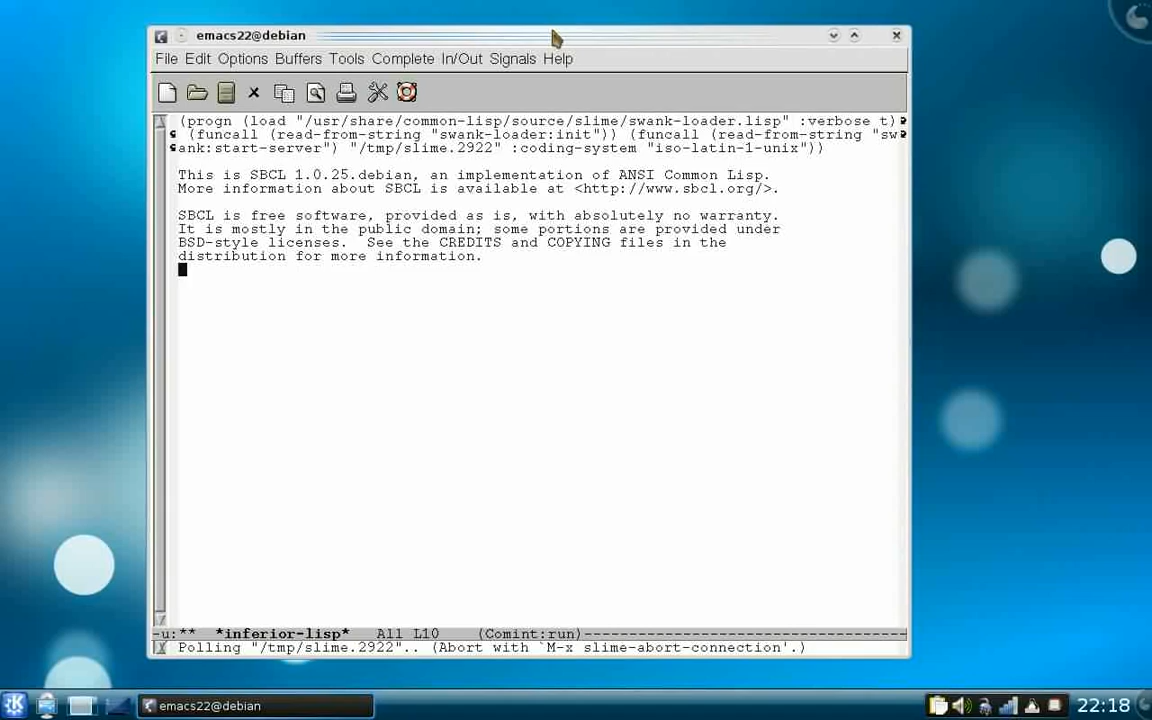 emacs22@debian
File Edit Options Buffers Tools Complete In/Out Signals Help
(progn (load "/usr/share/common-lisp/source/slime/swank-loader.lisp" :verbose t)
(funcall (read-from-string "swank-loader:init")) (funcall (read-from-string "sw
ank:start-server") "/tmp/slime.2922" :coding-system "iso-latin-1-unix"))
This is SBCL 1.0.25.debian, an implementation of ANSI Common Lisp.
More information about SBCL is available at <http://www.sbcl.org/>.
SBCL is free software, provided as is, with absolutely no warranty.
It is mostly in the public domain; some portions are provided under
BSD-style licenses.  See the CREDITS and COPYING files in the
distribution for more information.
-u:**  *inferior-lisp*   All L10    (Comint:run)----------------------------------------
Polling "/tmp/slime.2922".. (Abort with `M-x slime-abort-connection'.)
emacs22@debian
22:18